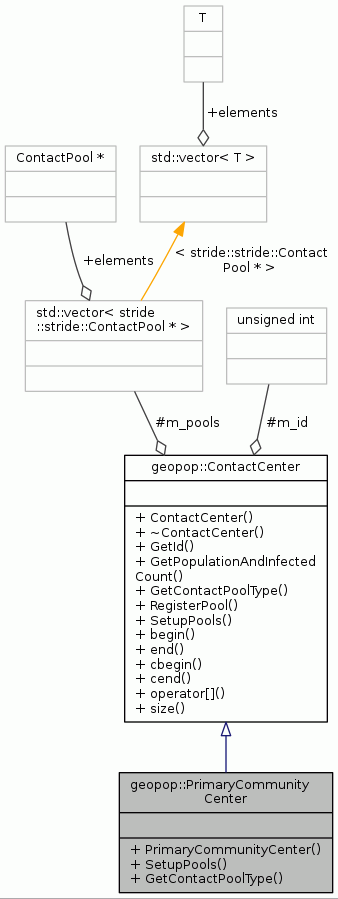 T
+elements
ContactPool *
std::vector< T >
+elements
< stride::stride::Contact
Pool * >
std::vector< stride
::stride::ContactPool * >
unsigned int
#m_pools
#m_id
geopop::ContactCenter
+ ContactCenter()
+ ~ContactCenter()
+ GetId()
+ GetPopulationAndInfected
Count()
+ GetContactPoolType()
+ RegisterPool()
+ SetupPools()
+ begin()
+ end()
+ cbegin()
+ cend()
+ operator[]()
+ size()
geopop::PrimaryCommunity
Center
+ PrimaryCommunityCenter()
+ SetupPools()
+ GetContactPoolType()